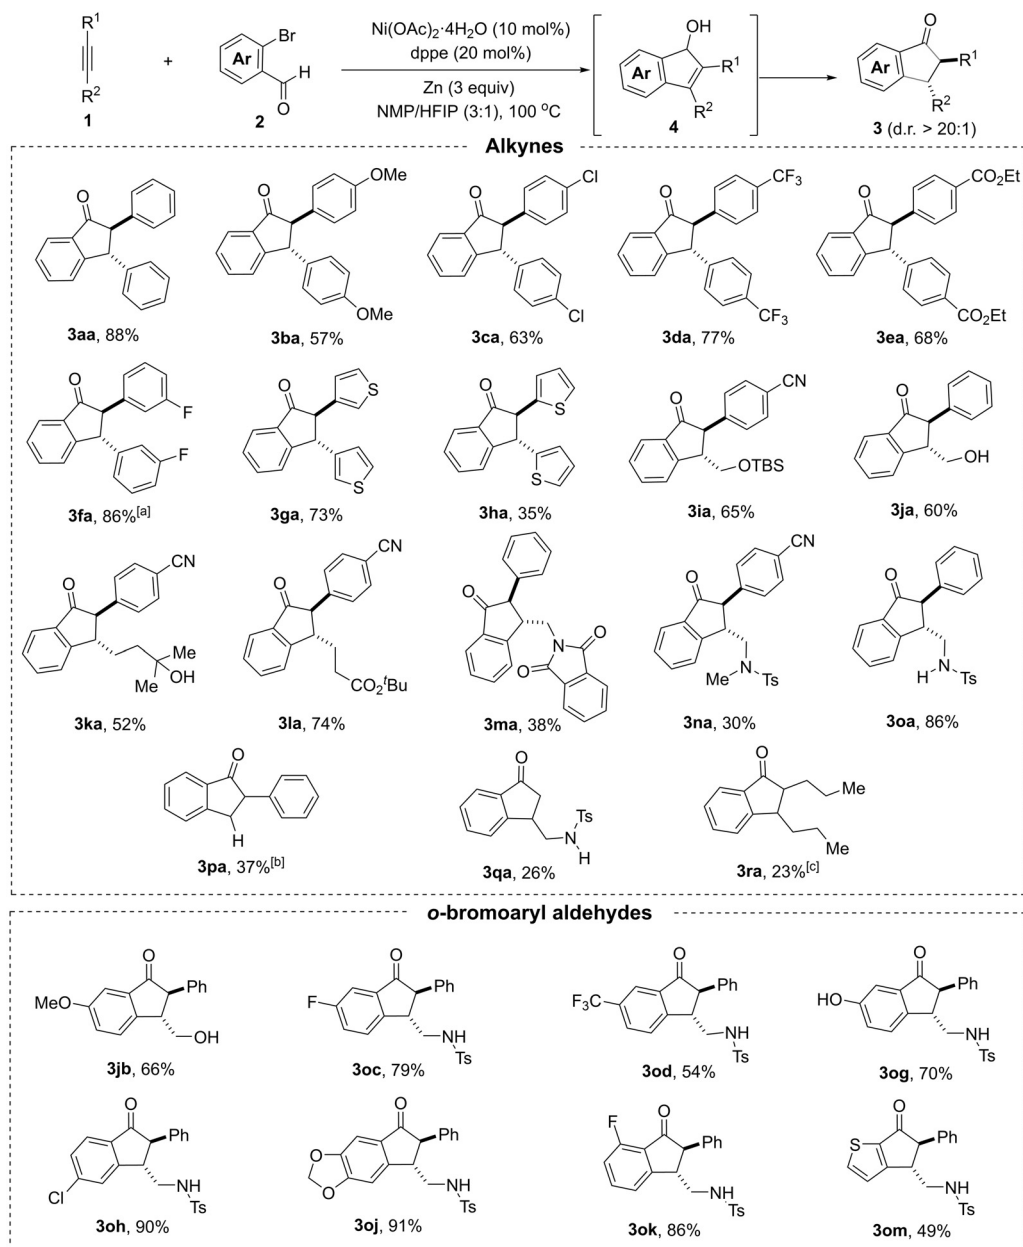 R¹
R²
1
+
Ar
Br
H
O
2
Ni(OAc)₂·4H₂O (10 mol%)
dppe (20 mol%)
Zn (3 equiv)
NMP/HFIP (3:1), 100 °C
OH
Ar
R¹
R²
4
O
Ar
R¹
R²
3 (d.r. > 20:1)
Alkynes
O
3aa, 88%
O
OMe
OMe
3ba, 57%
O
Cl
Cl
3ca, 63%
O
CF₃
CF₃
3da, 77%
O
CO₂Et
CO₂Et
3ea, 68%
O
F
F
3fa, 86%[a]
O
S
S
3ga, 73%
O
S
S
3ha, 35%
O
CN
OTBS
3ia, 65%
O
OH
3ja, 60%
O
CN
Me
Me
OH
3ka, 52%
O
CN
CO₂ᵗBu
3la, 74%
O
N
O
O
3ma, 38%
O
CN
Me
N
Ts
3na, 30%
O
H
N
Ts
3oa, 86%
O
H
3pa, 37%[b]
O
Ts
N
H
3qa, 26%
O
Me
Me
3ra, 23%[c]
o-bromoaryl aldehydes
O
MeO
Ph
OH
3jb, 66%
O
F
Ph
NH
Ts
3oc, 79%
O
F₃C
Ph
NH
Ts
3od, 54%
O
HO
Ph
NH
Ts
3og, 70%
O
Ph
Cl
NH
Ts
3oh, 90%
O
Ph
O
O
NH
Ts
3oj, 91%
F
O
Ph
NH
Ts
3ok, 86%
O
S
Ph
NH
Ts
3om, 49%